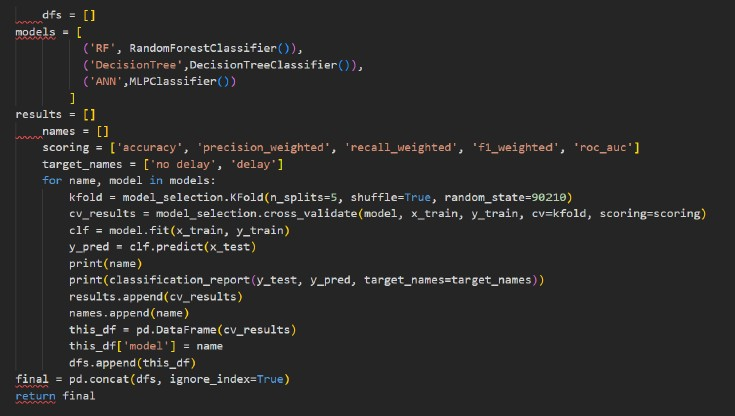 dfs = []
models = [
('RF', RandomForestClassifier()),
('DecisionTree',DecisionTreeClassifier()),
('ANN',MLPClassifier())
]
results = []
names = []
scoring = ['accuracy', 'precision_weighted', 'recall_weighted', 'f1_weighted', 'roc_auc']
target_names = ['no delay', 'delay']
for name, model in models:
kfold = model_selection.KFold(n_splits=5, shuffle=True, random_state=90210)
cv_results = model_selection.cross_validate(model, x_train, y_train, cv=kfold, scoring=scoring)
clf = model.fit(x_train, y_train)
y_pred = clf.predict(x_test)
print(name)
print(classification_report(y_test, y_pred, target_names=target_names))
results.append(cv_results)
names.append(name)
this_df = pd.DataFrame(cv_results)
this_df['model'] = name
dfs.append(this_df)
final = pd.concat(dfs, ignore_index=True)
return final